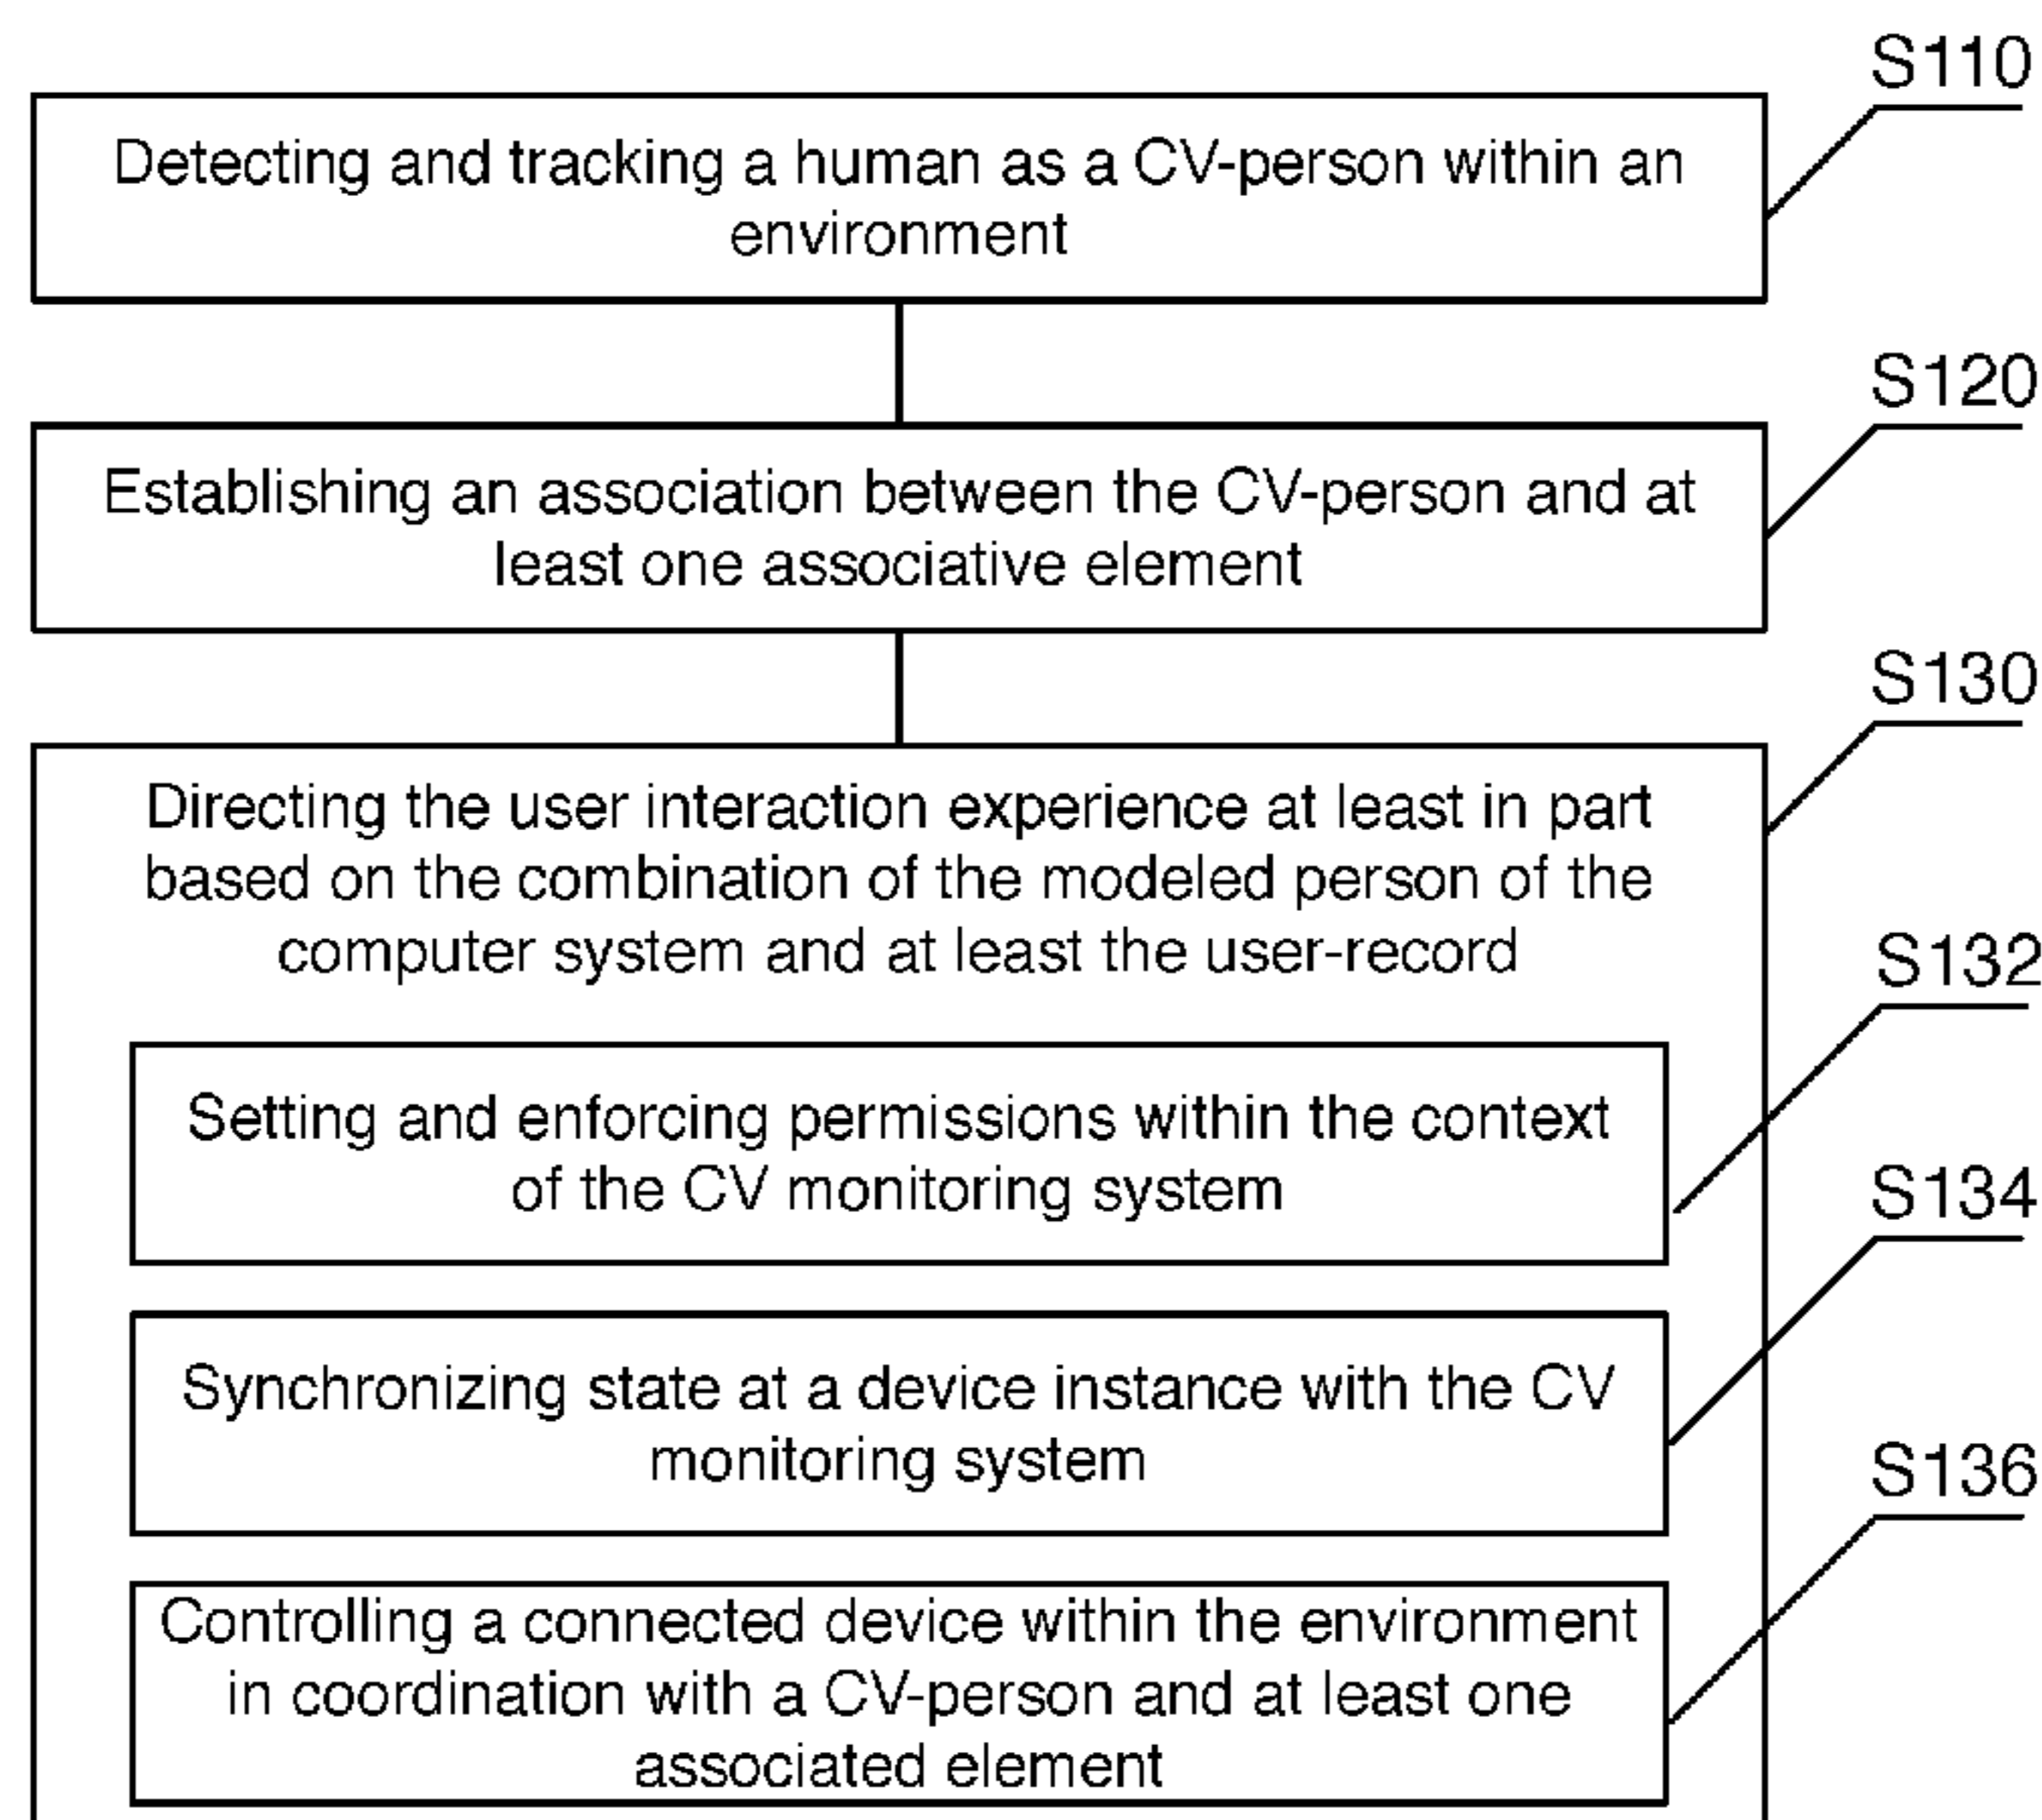 S110
Detecting and tracking a human as a CV-person within an
environment
S120
Establishing an association between the CV-person and at
least one associative element
S130
Directing the user interaction experience at least in part
based on the combination of the modeled person of the
computer system and at least the user-record
S132
Setting and enforcing permissions within the context
of the CV monitoring system
S134
Synchronizing state at a device instance with the CV
monitoring system
S136
Controlling a connected device within the environment
in coordination with a CV-person and at least one
associated element